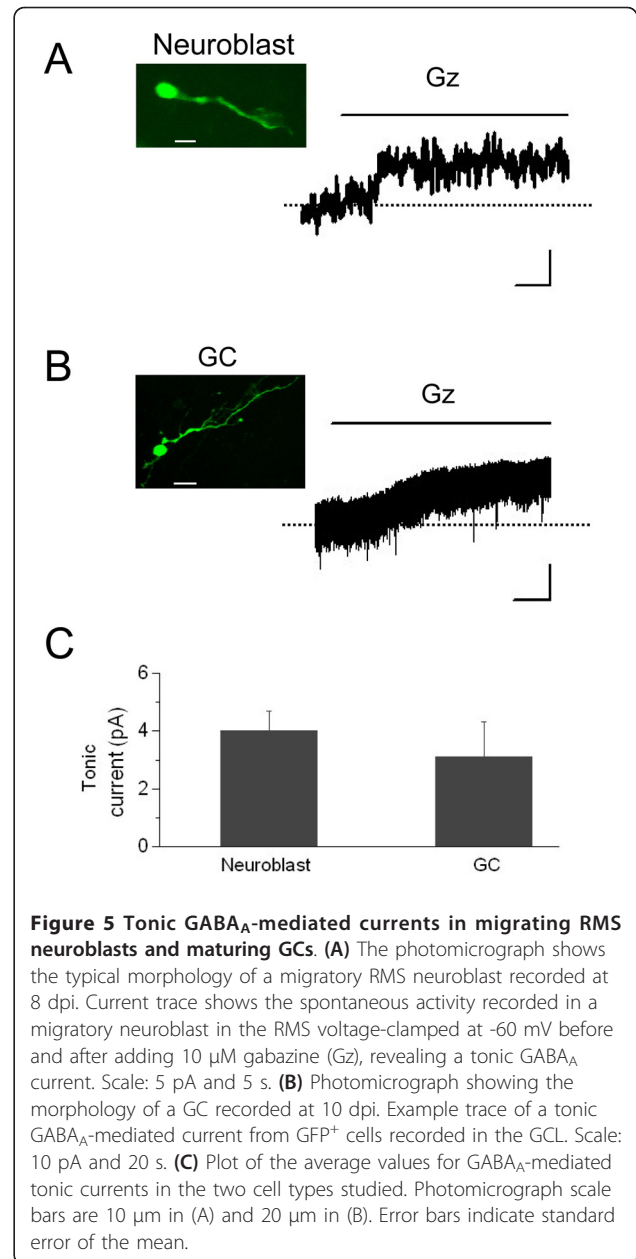 A
Neuroblast
Gz
B
GC
Gz
C
6
4
2
0
Tonic
current (pA)
Neuroblast
GC
Figure 5 Tonic GABAA-mediated currents in migrating RMS
neuroblasts and maturing GCs. (A) The photomicrograph shows
the typical morphology of a migratory RMS neuroblast recorded at
8 dpi. Current trace shows the spontaneous activity recorded in a
migratory neuroblast in the RMS voltage-clamped at -60 mV before
and after adding 10 μM gabazine (Gz), revealing a tonic GABAA
current. Scale: 5 pA and 5 s. (B) Photomicrograph showing the
morphology of a GC recorded at 10 dpi. Example trace of a tonic
GABAA-mediated current from GFP+ cells recorded in the GCL. Scale:
10 pA and 20 s. (C) Plot of the average values for GABAA-mediated
tonic currents in the two cell types studied. Photomicrograph scale
bars are 10 μm in (A) and 20 μm in (B). Error bars indicate standard
error of the mean.